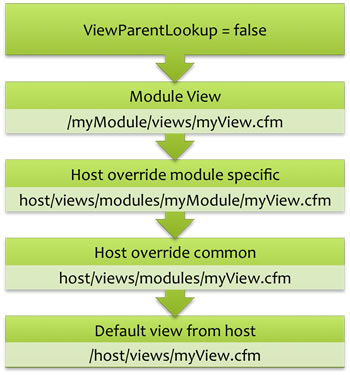 ViewParentLookup = false
Module View
/myModule/views/myView.cfm
Host override module specific
host/views/modules/myModule/myView.cfm
Host override common
host/views/modules/myView.cfm
Default view from host
/host/views/myView.cfm